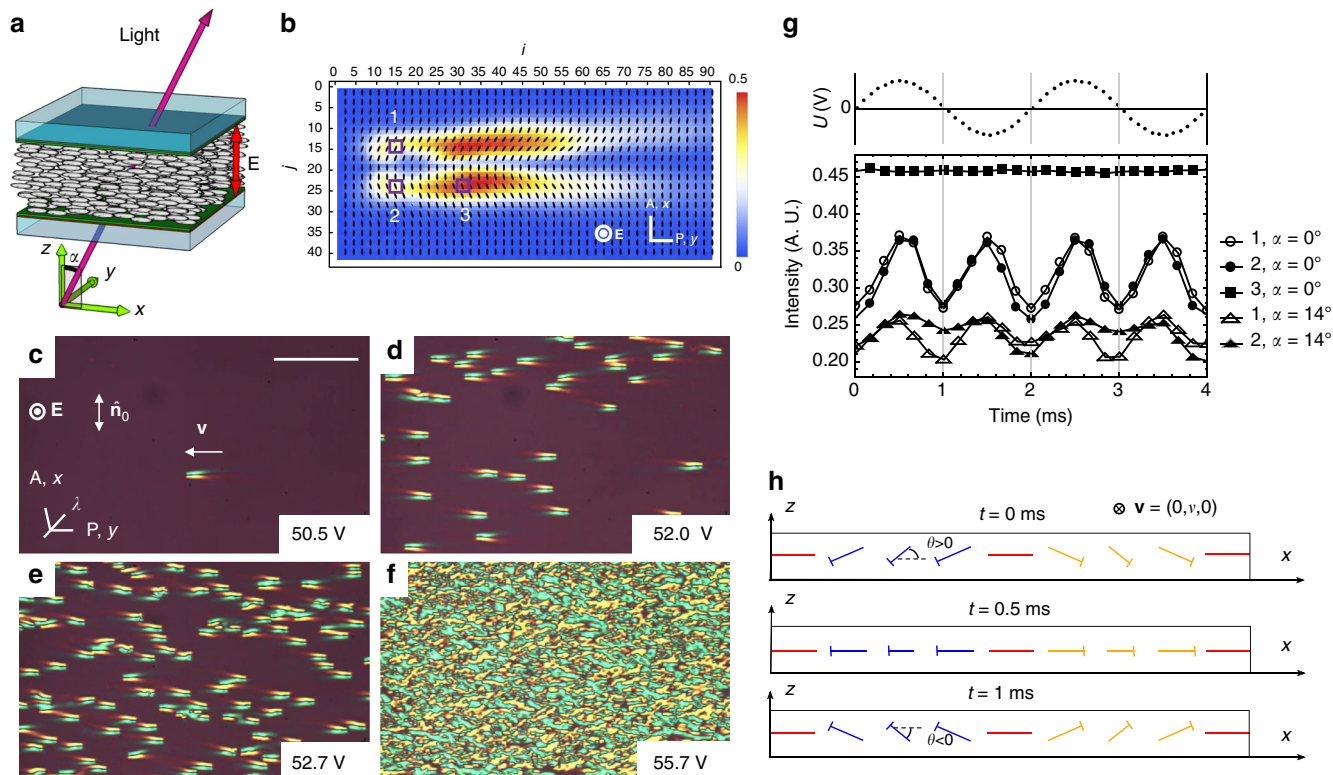 a
Light
E
z
α
y
x
b
i
0 5 10 15 20 25 30 35 40 45 50 55 60 65 70 75 80 85 90
j
0
5
10
15
20
25
30
35
40
1
2
3
E
A, x
P, y
0.5
0
c
E
n̂₀
v
A, x
λ
P, y
50.5 V
d
52.0 V
e
52.7 V
f
55.7 V
g
U (V)
0
Intensity (A. U.)
0.45
0.35
0.30
0.25
0.20
0 1 2 3 4
Time (ms)
1, α = 0°
2, α = 0°
3, α = 0°
1, α = 14°
2, α = 14°
h
z
t = 0 ms
⊗ v = (0,v,0)
θ>0
x
z
t = 0.5 ms
x
z
t = 1 ms
θ<0
x